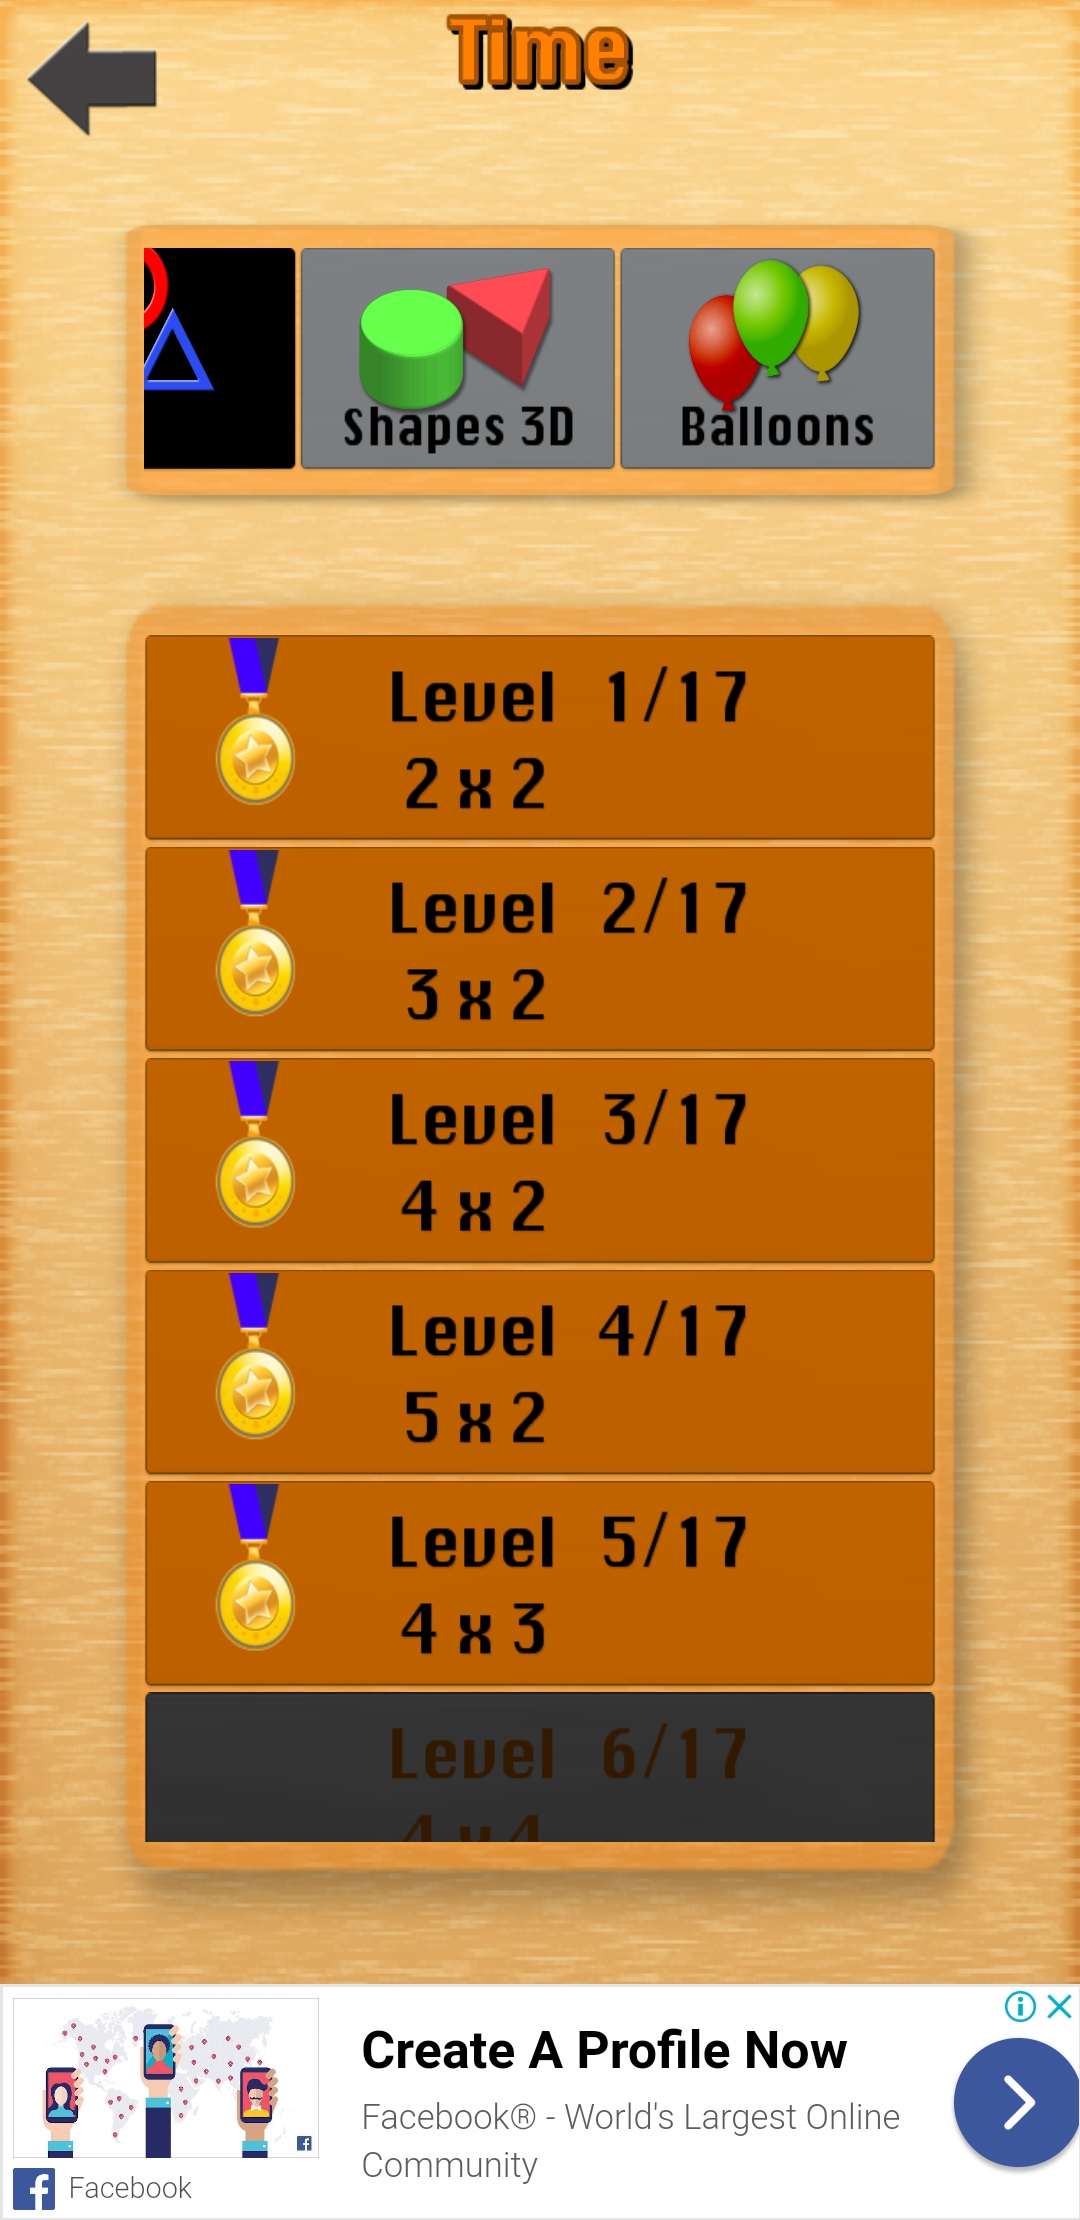 Time
Shapes 3D
Balloons
Level 1/17
2 x 2
Level 2/17
3 x 2
Level 3/17
4 x 2
Level 4/17
5 x 2
Level 5/17
4 x 3
Level 6/17
4 x 4
Create A Profile Now
Facebook® - World's Largest Online
Community
Facebook